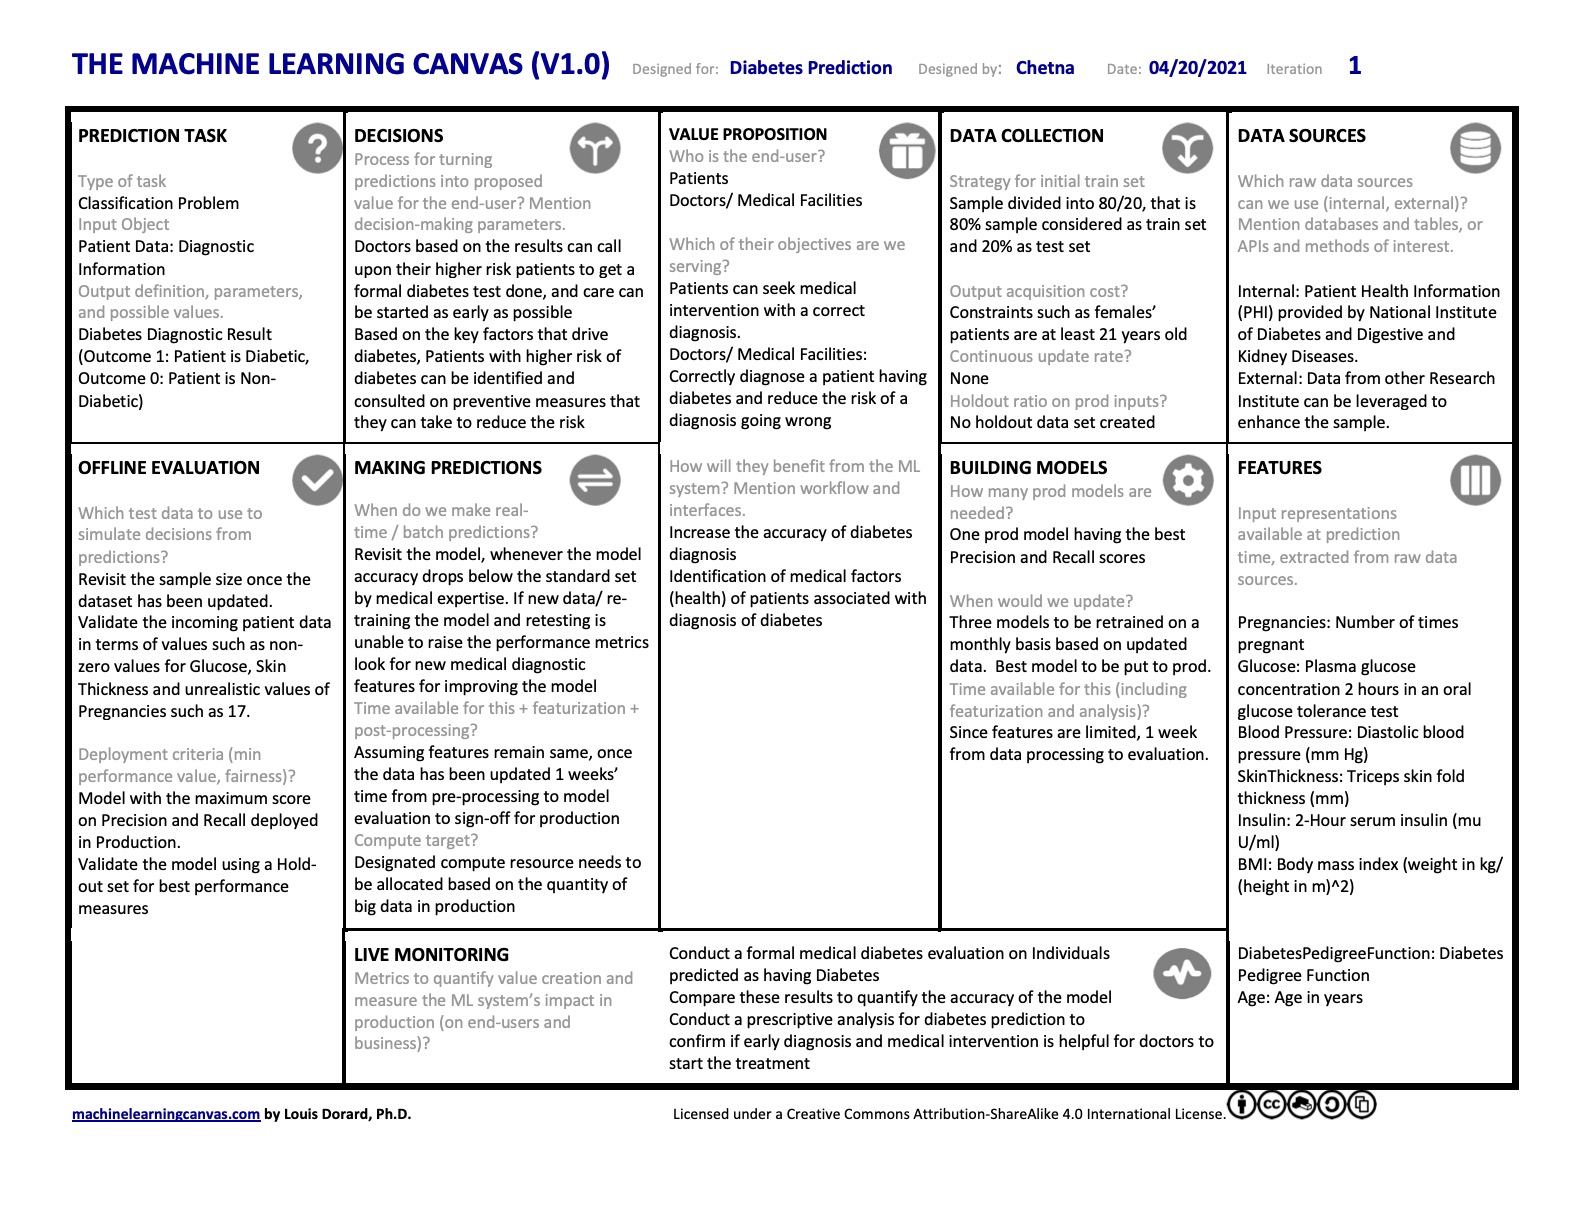 THE MACHINE LEARNING CANVAS (V1.0) Designed for: Diabetes Prediction Designed by: Chetna Date: 04/20/2021 Iteration 1
PREDICTION TASK
Type of task
Classification Problem
Input Object
Patient Data: Diagnostic
Information
Output definition, parameters,
and possible values.
Diabetes Diagnostic Result
(Outcome 1: Patient is Diabetic,
Outcome 0: Patient is Non-
Diabetic)
DECISIONS
Process for turning
predictions into proposed
value for the end-user? Mention
decision-making parameters.
Doctors based on the results can call
upon their higher risk patients to get a
formal diabetes test done, and care can
be started as early as possible
Based on the key factors that drive
diabetes, Patients with higher risk of
diabetes can be identified and
consulted on preventive measures that
they can take to reduce the risk
VALUE PROPOSITION
Who is the end-user?
Patients
Doctors/ Medical Facilities
Which of their objectives are we
serving?
Patients can seek medical
intervention with a correct
diagnosis.
Doctors/ Medical Facilities:
Correctly diagnose a patient having
diabetes and reduce the risk of a
diagnosis going wrong
How will they benefit from the ML
system? Mention workflow and
interfaces.
Increase the accuracy of diabetes
diagnosis
Identification of medical factors
(health) of patients associated with
diagnosis of diabetes
DATA COLLECTION
Strategy for initial train set
Sample divided into 80/20, that is
80% sample considered as train set
and 20% as test set
Output acquisition cost?
Constraints such as females’
patients are at least 21 years old
Continuous update rate?
None
Holdout ratio on prod inputs?
No holdout data set created
DATA SOURCES
Which raw data sources
can we use (internal, external)?
Mention databases and tables, or
APIs and methods of interest.
Internal: Patient Health Information
(PHI) provided by National Institute
of Diabetes and Digestive and
Kidney Diseases.
External: Data from other Research
Institute can be leveraged to
enhance the sample.
OFFLINE EVALUATION
Which test data to use to
simulate decisions from
predictions?
Revisit the sample size once the
dataset has been updated.
Validate the incoming patient data
in terms of values such as non-
zero values for Glucose, Skin
Thickness and unrealistic values of
Pregnancies such as 17.
Deployment criteria (min
performance value, fairness)?
Model with the maximum score
on Precision and Recall deployed
in Production.
Validate the model using a Hold-
out set for best performance
measures
MAKING PREDICTIONS
When do we make real-
time / batch predictions?
Revisit the model, whenever the model
accuracy drops below the standard set
by medical expertise. If new data/ re-
training the model and retesting is
unable to raise the performance metrics
look for new medical diagnostic
features for improving the model
Time available for this + featurization +
post-processing?
Assuming features remain same, once
the data has been updated 1 weeks’
time from pre-processing to model
evaluation to sign-off for production
Compute target?
Designated compute resource needs to
be allocated based on the quantity of
big data in production
BUILDING MODELS
How many prod models are
needed?
One prod model having the best
Precision and Recall scores
When would we update?
Three models to be retrained on a
monthly basis based on updated
data.  Best model to be put to prod.
Time available for this (including
featurization and analysis)?
Since features are limited, 1 week
from data processing to evaluation.
FEATURES
Input representations
available at prediction
time, extracted from raw data
sources.
Pregnancies: Number of times
pregnant
Glucose: Plasma glucose
concentration 2 hours in an oral
glucose tolerance test
Blood Pressure: Diastolic blood
pressure (mm Hg)
SkinThickness: Triceps skin fold
thickness (mm)
Insulin: 2-Hour serum insulin (mu
U/ml)
BMI: Body mass index (weight in kg/
(height in m)^2)
DiabetesPedigreeFunction: Diabetes
Pedigree Function
Age: Age in years
LIVE MONITORING
Metrics to quantify value creation and
measure the ML system’s impact in
production (on end-users and
business)?
Conduct a formal medical diabetes evaluation on Individuals
predicted as having Diabetes
Compare these results to quantify the accuracy of the model
Conduct a prescriptive analysis for diabetes prediction to
confirm if early diagnosis and medical intervention is helpful for doctors to
start the treatment
machinelearningcanvas.com by Louis Dorard, Ph.D.
Licensed under a Creative Commons Attribution-ShareAlike 4.0 International License.